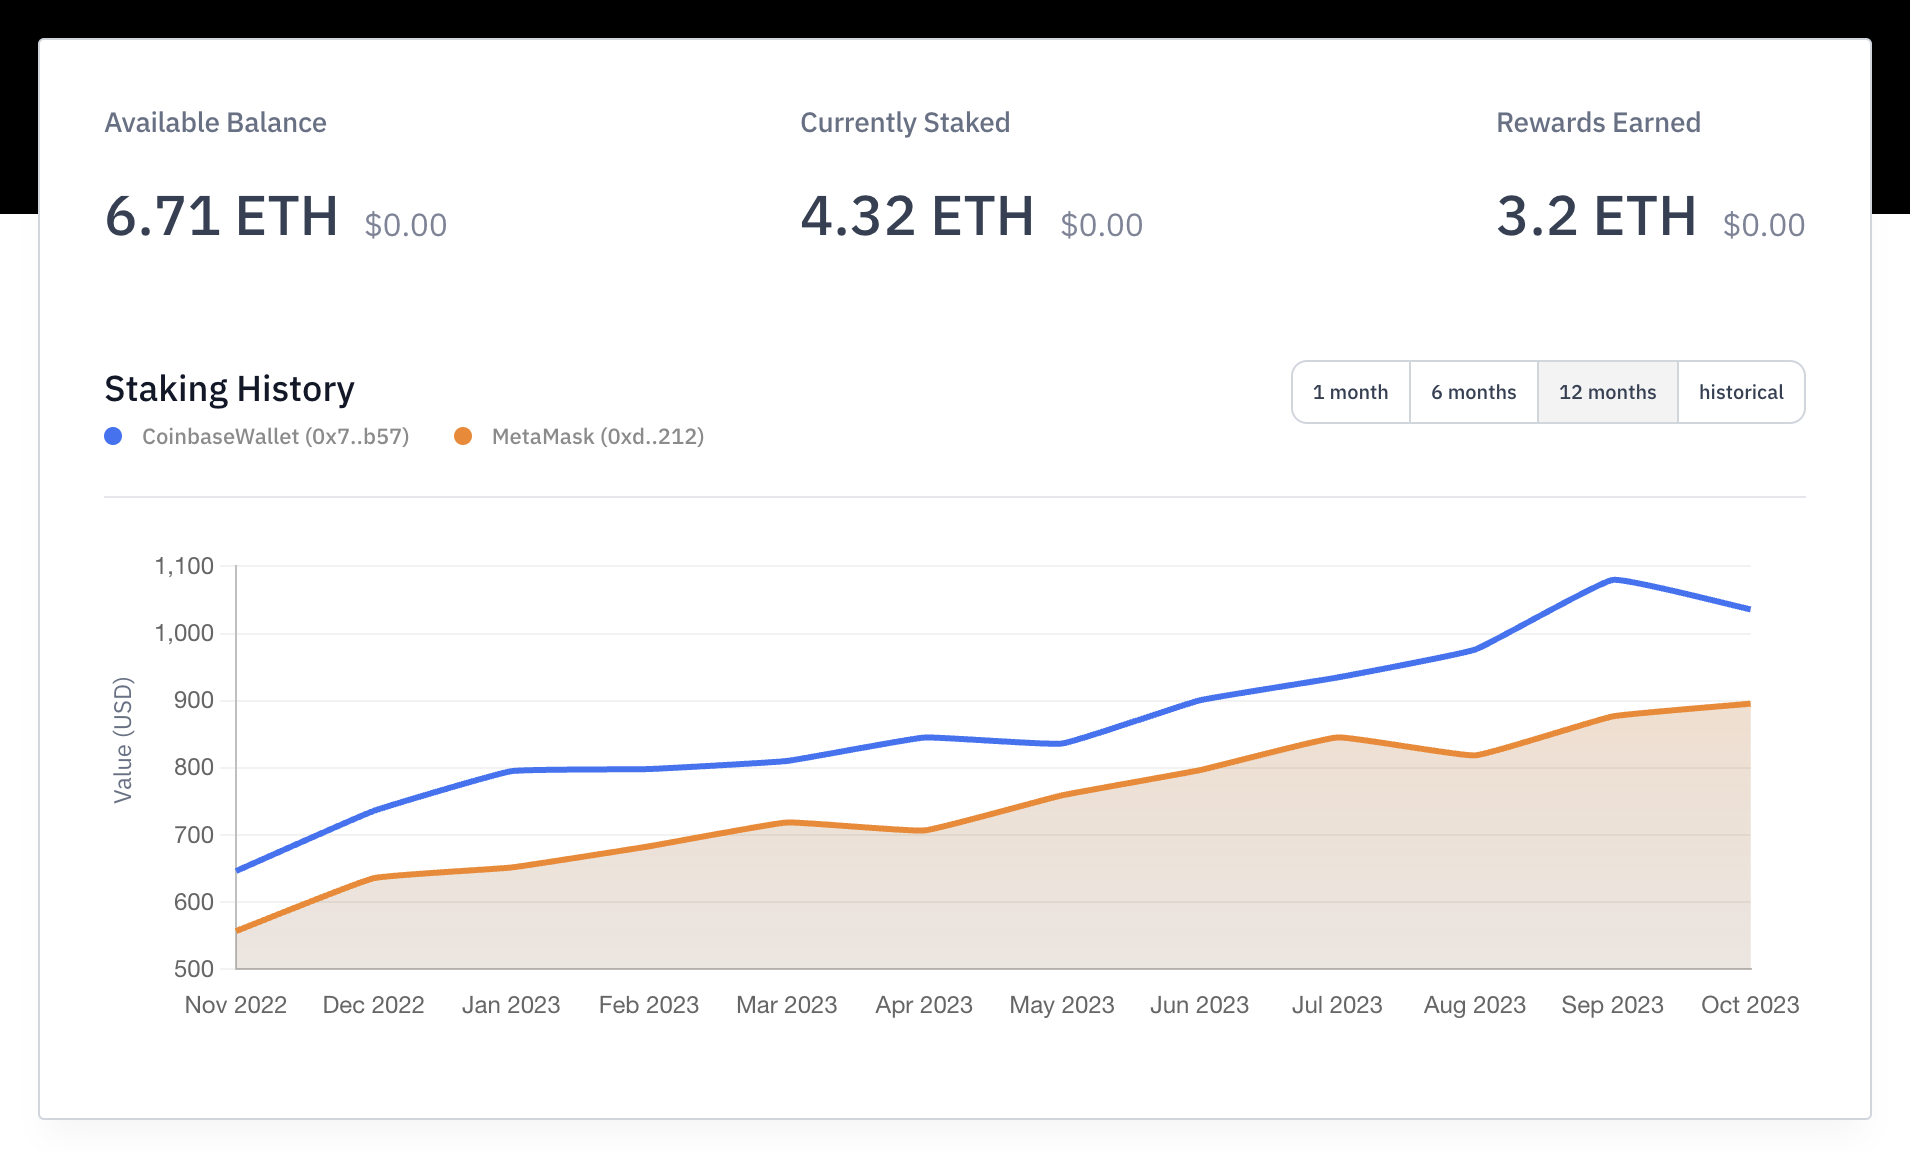 Available Balance
Currently Staked
Rewards Earned
6.71 ETH $0.00
4.32 ETH $0.00
3.2 ETH $0.00
Staking History
1 month
6 months
12 months
historical
CoinbaseWallet (0x7..b57)
MetaMask (0xd..212)
Value (USD)
1,100
1,000
900
800
700
600
500
Nov 2022
Dec 2022
Jan 2023
Feb 2023
Mar 2023
Apr 2023
May 2023
Jun 2023
Jul 2023
Aug 2023
Sep 2023
Oct 2023